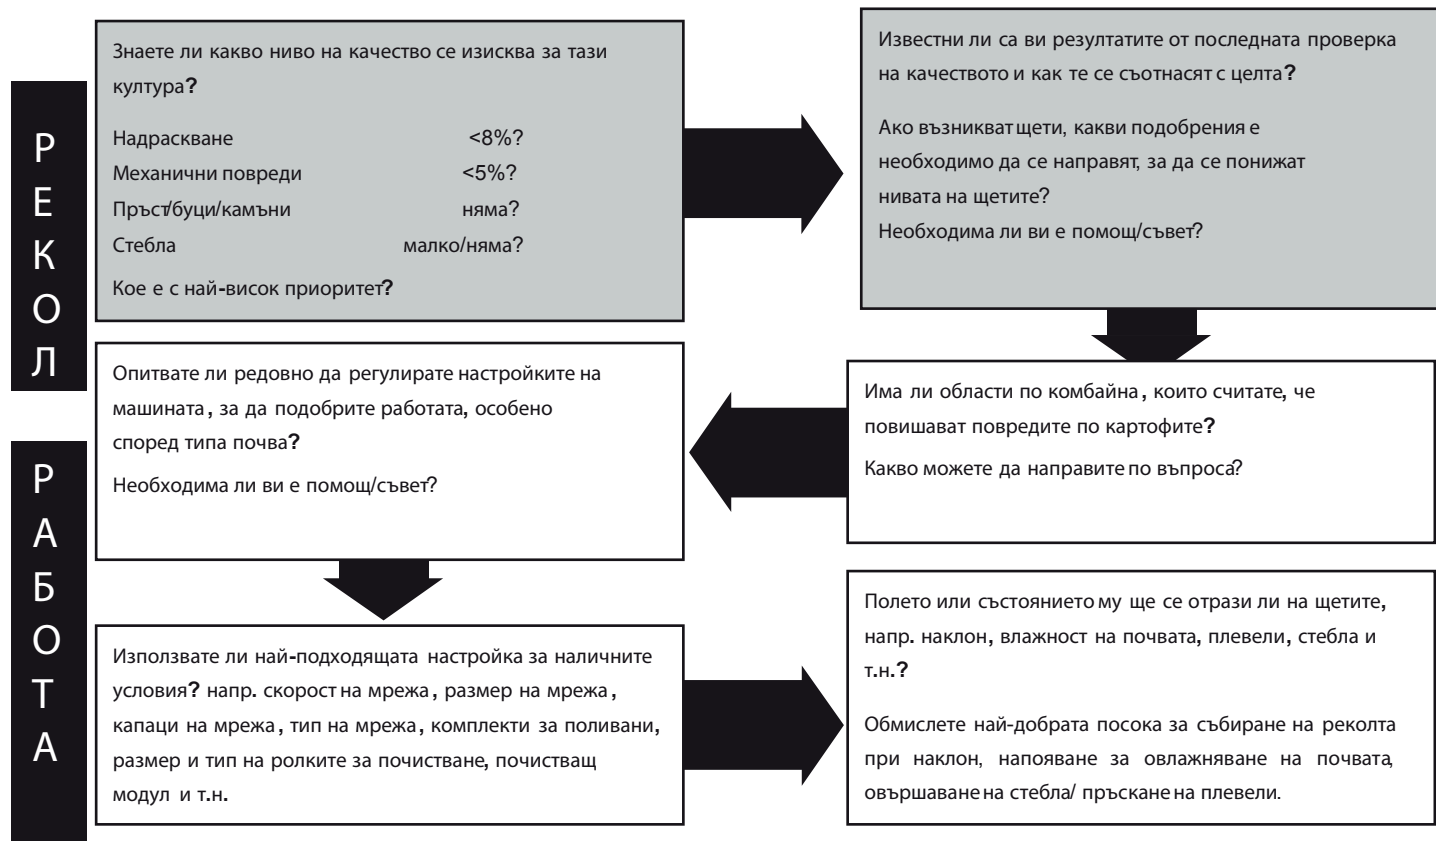 РЕКОЛ
РАБОТА
Знаете ли какво ниво на качество се изисква за тази
култура?
Надраскване <8%?
Механични повреди <5%?
Пръст/буци/камъни няма?
Стебла малко/няма?
Кое е с най-висок приоритет?
Известни ли са ви резултатите от последната проверка
на качеството и как те се съотнасят с целта?
Ако възникват щети, какви подобрения е
необходимо да се направят, за да се понижат
нивата на щетите?
Необходима ли ви е помощ/съвет?
Има ли области по комбайна, които считате, че
повишават повредите по картофите?
Какво можете да направите по въпроса?
Опитвате ли редовно да регулирате настройките на
машината, за да подобрите работата, особено
според типа почва?
Необходима ли ви е помощ/съвет?
Използвате ли най-подходящата настройка за наличните
условия? напр. скорост на мрежа, размер на мрежа,
капаци на мрежа, тип на мрежа, комплекти за поливани,
размер и тип на ролките за почистване, почистващ
модул и т.н.
Полето или състоянието му ще се отрази ли на щетите,
напр. наклон, влажност на почвата, плевели, стебла и
т.н.?
Обмислете най-добрата посока за събиране на реколта
при наклон, напояване за овлажняване на почвата,
овършаване на стебла/ пръскане на плевели.